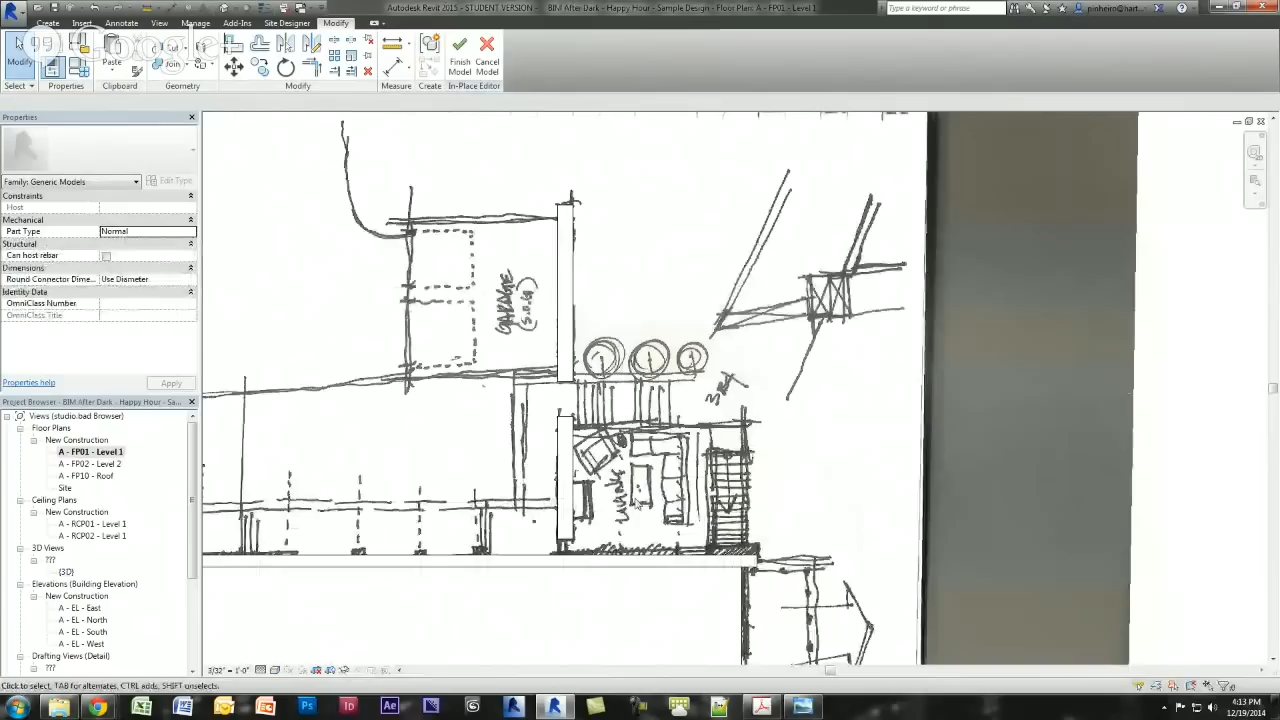 Autodesk Revit 2015 - STUDENT VERSION - BIM After Dark - Happy Hour - Sample Design - Floor Plan: A - FP01 - Level 1
Type a keyword or phrase
pinheiro@hart...
Create Insert Annotate View Manage Add-Ins Site Designer Modify
Google+
Modify
Paste
Join
Finish Model
Cancel Model
Select Properties Clipboard Geometry Modify Measure Create In-Place Editor
Properties
Family: Generic Models
Edit Type
Constraints
Host
Mechanical
Part Type Normal
Structural
Can host rebar
Dimensions
Round Connector Dime... Use Diameter
Identity Data
OmniClass Number
OmniClass Title
Properties help
Apply
Project Browser - BIM After Dark - Happy Hour - Sa...
Views (studio.bad Browser)
Floor Plans
New Construction
A - FP01 - Level 1
A - FP02 - Level 2
A - FP10 - Roof
Site
Ceiling Plans
New Construction
A - RCP01 - Level 1
A - RCP02 - Level 1
3D Views
???
{3D}
Elevations (Building Elevation)
New Construction
A - EL - East
A - EL - North
A - EL - South
A - EL - West
Drafting Views (Detail)
???
GARAGE
LIVING
3/32" = 1'-0"
Click to select, TAB for alternates, CTRL adds, SHIFT unselects.
4:13 PM
12/19/2014